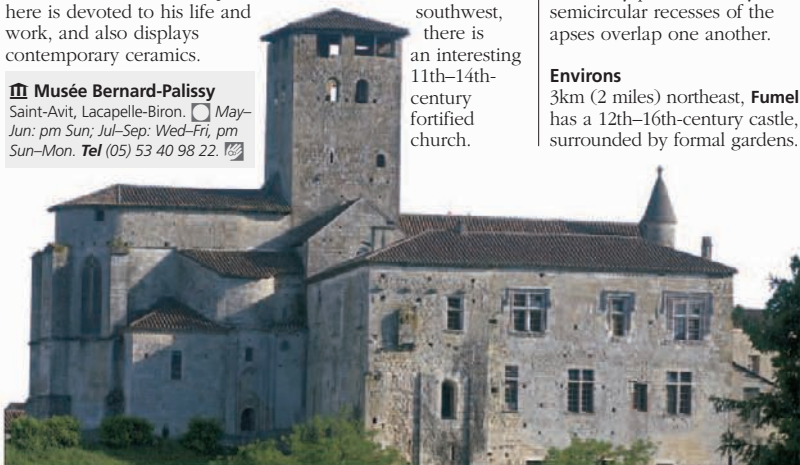 here is devoted to his life and
work, and also displays
contemporary ceramics.
Musée Bernard-Palissy
Saint-Avit, Lacapelle-Biron. May–
Jun: pm Sun; Jul–Sep: Wed–Fri, pm
Sun–Mon. Tel (05) 53 40 98 22.
southwest,
there is
an interesting
11th–14th-
century
fortified
church.
semicircular recesses of the
apses overlap one another.
Environs
3km (2 miles) northeast, Fumel
has a 12th–16th-century castle,
surrounded by formal gardens.